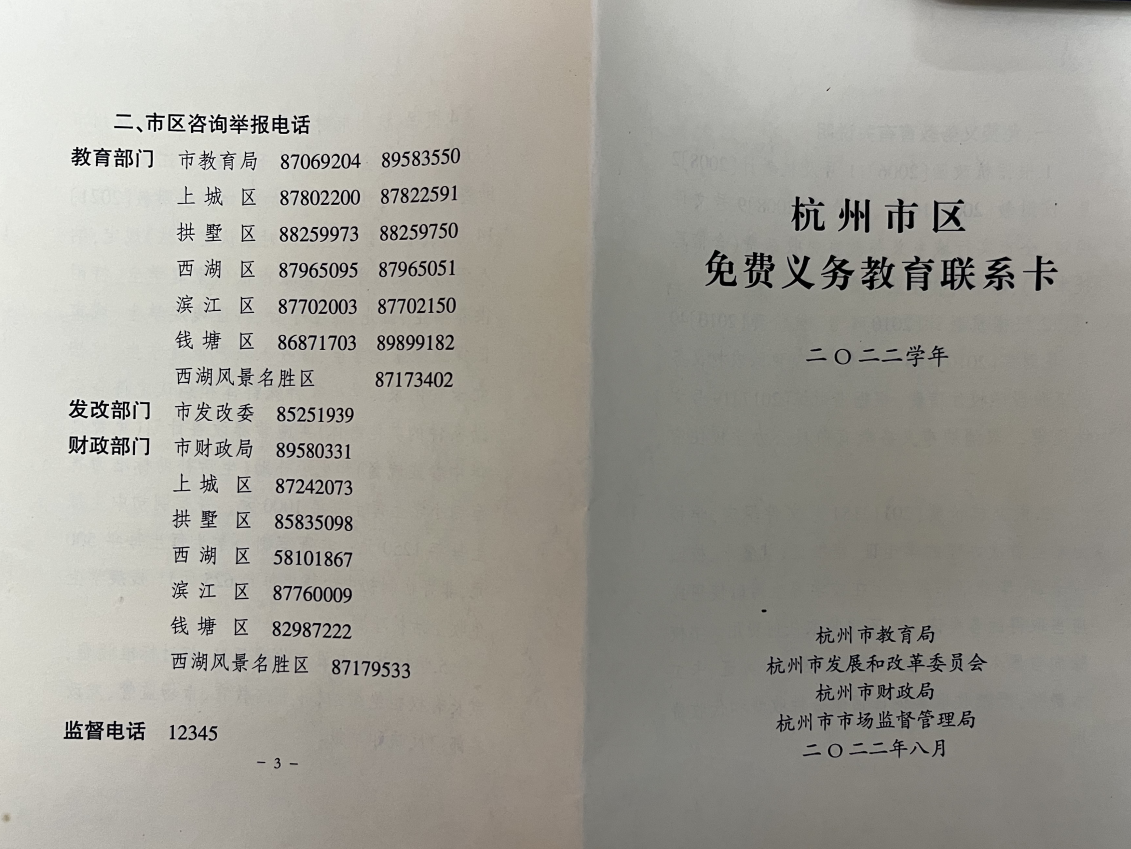 二、市区咨询举报电话
教育部门 市教育局 87069204 89583550
上城区 87802200 87822591
拱墅区 88259973 88259750
西湖区 87965095 87965051
滨江区 87702003 87702150
钱塘区 86871703 89899182
西湖风景名胜区 87173402
发改部门 市发改委 85251939
财政部门 市财政局 89580331
上城区 87242073
拱墅区 85835098
西湖区 58101867
滨江区 87760009
钱塘区 82987222
西湖风景名胜区 87179533
监督电话 12345
- 3 -
杭州市区
免费义务教育联系卡
二〇二二学年
杭州市教育局
杭州市发展和改革委员会
杭州市财政局
杭州市市场监督管理局
二〇二二年八月